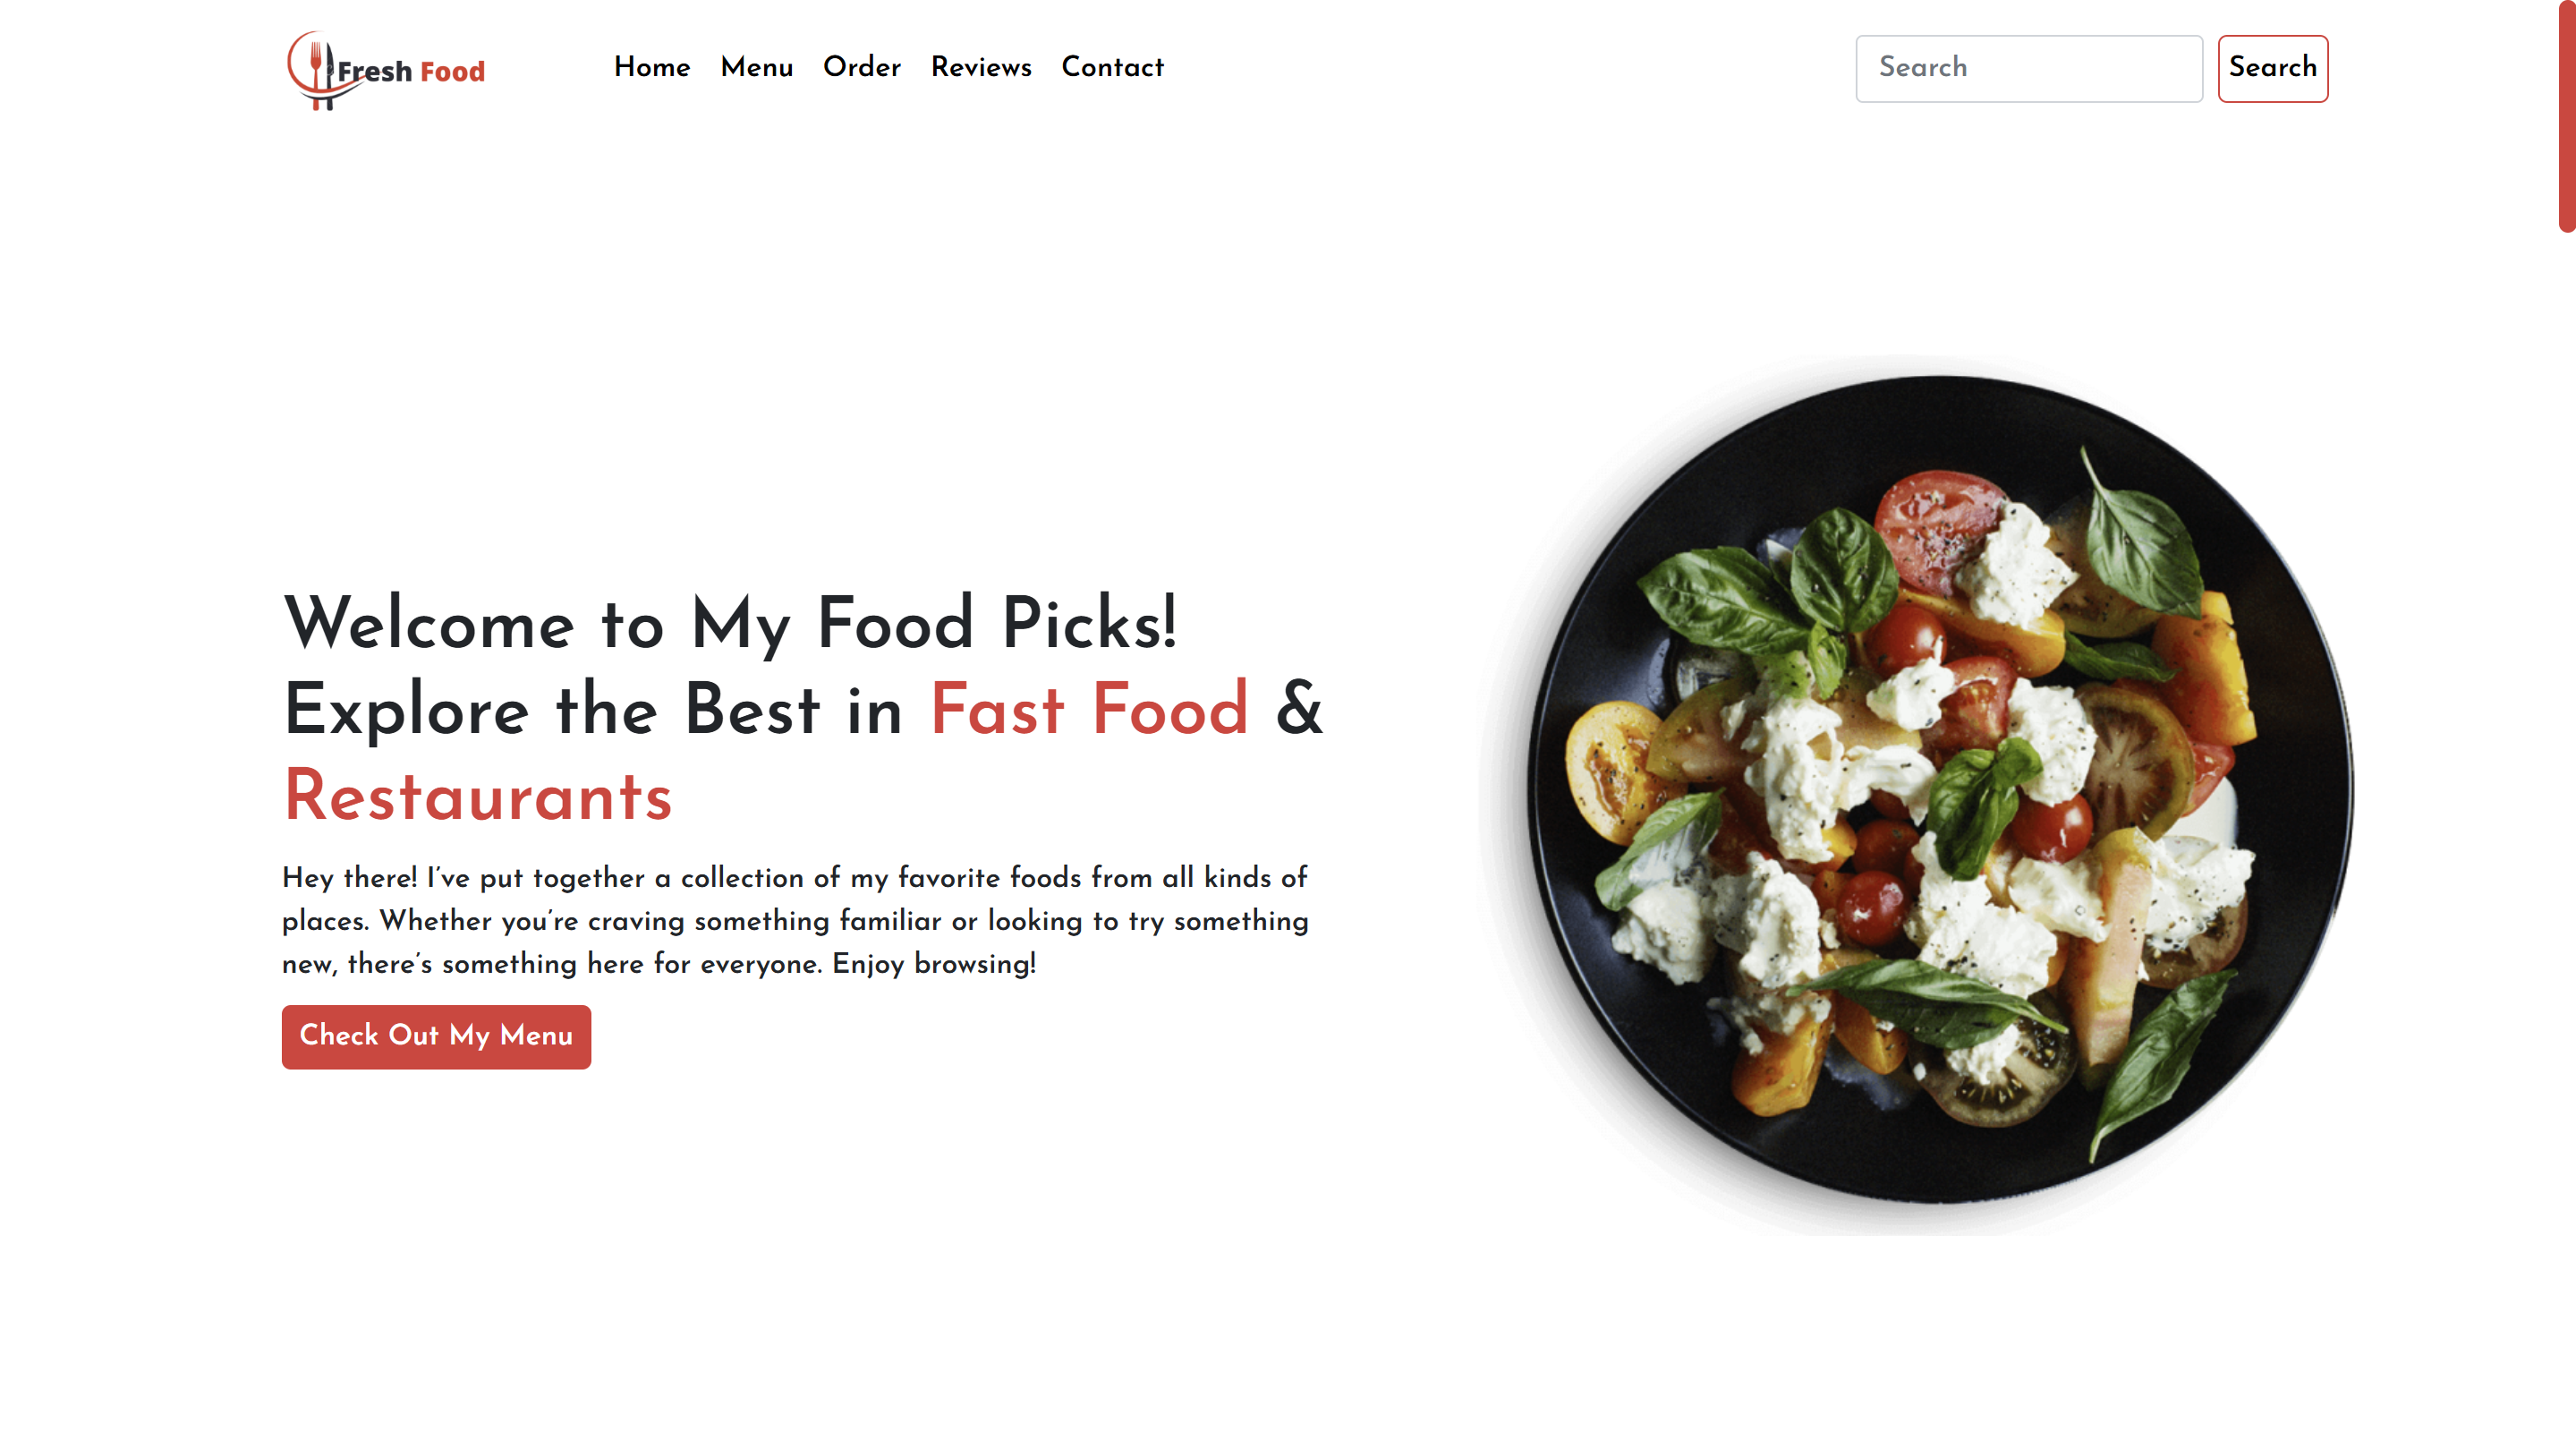 Fresh Food
Home Menu Order Reviews Contact
Search
Search
Welcome to My Food Picks!
Explore the Best in Fast Food &
Restaurants
Hey there! I've put together a collection of my favorite foods from all kinds of
places. Whether you're craving something familiar or looking to try something
new, there's something here for everyone. Enjoy browsing!
Check Out My Menu